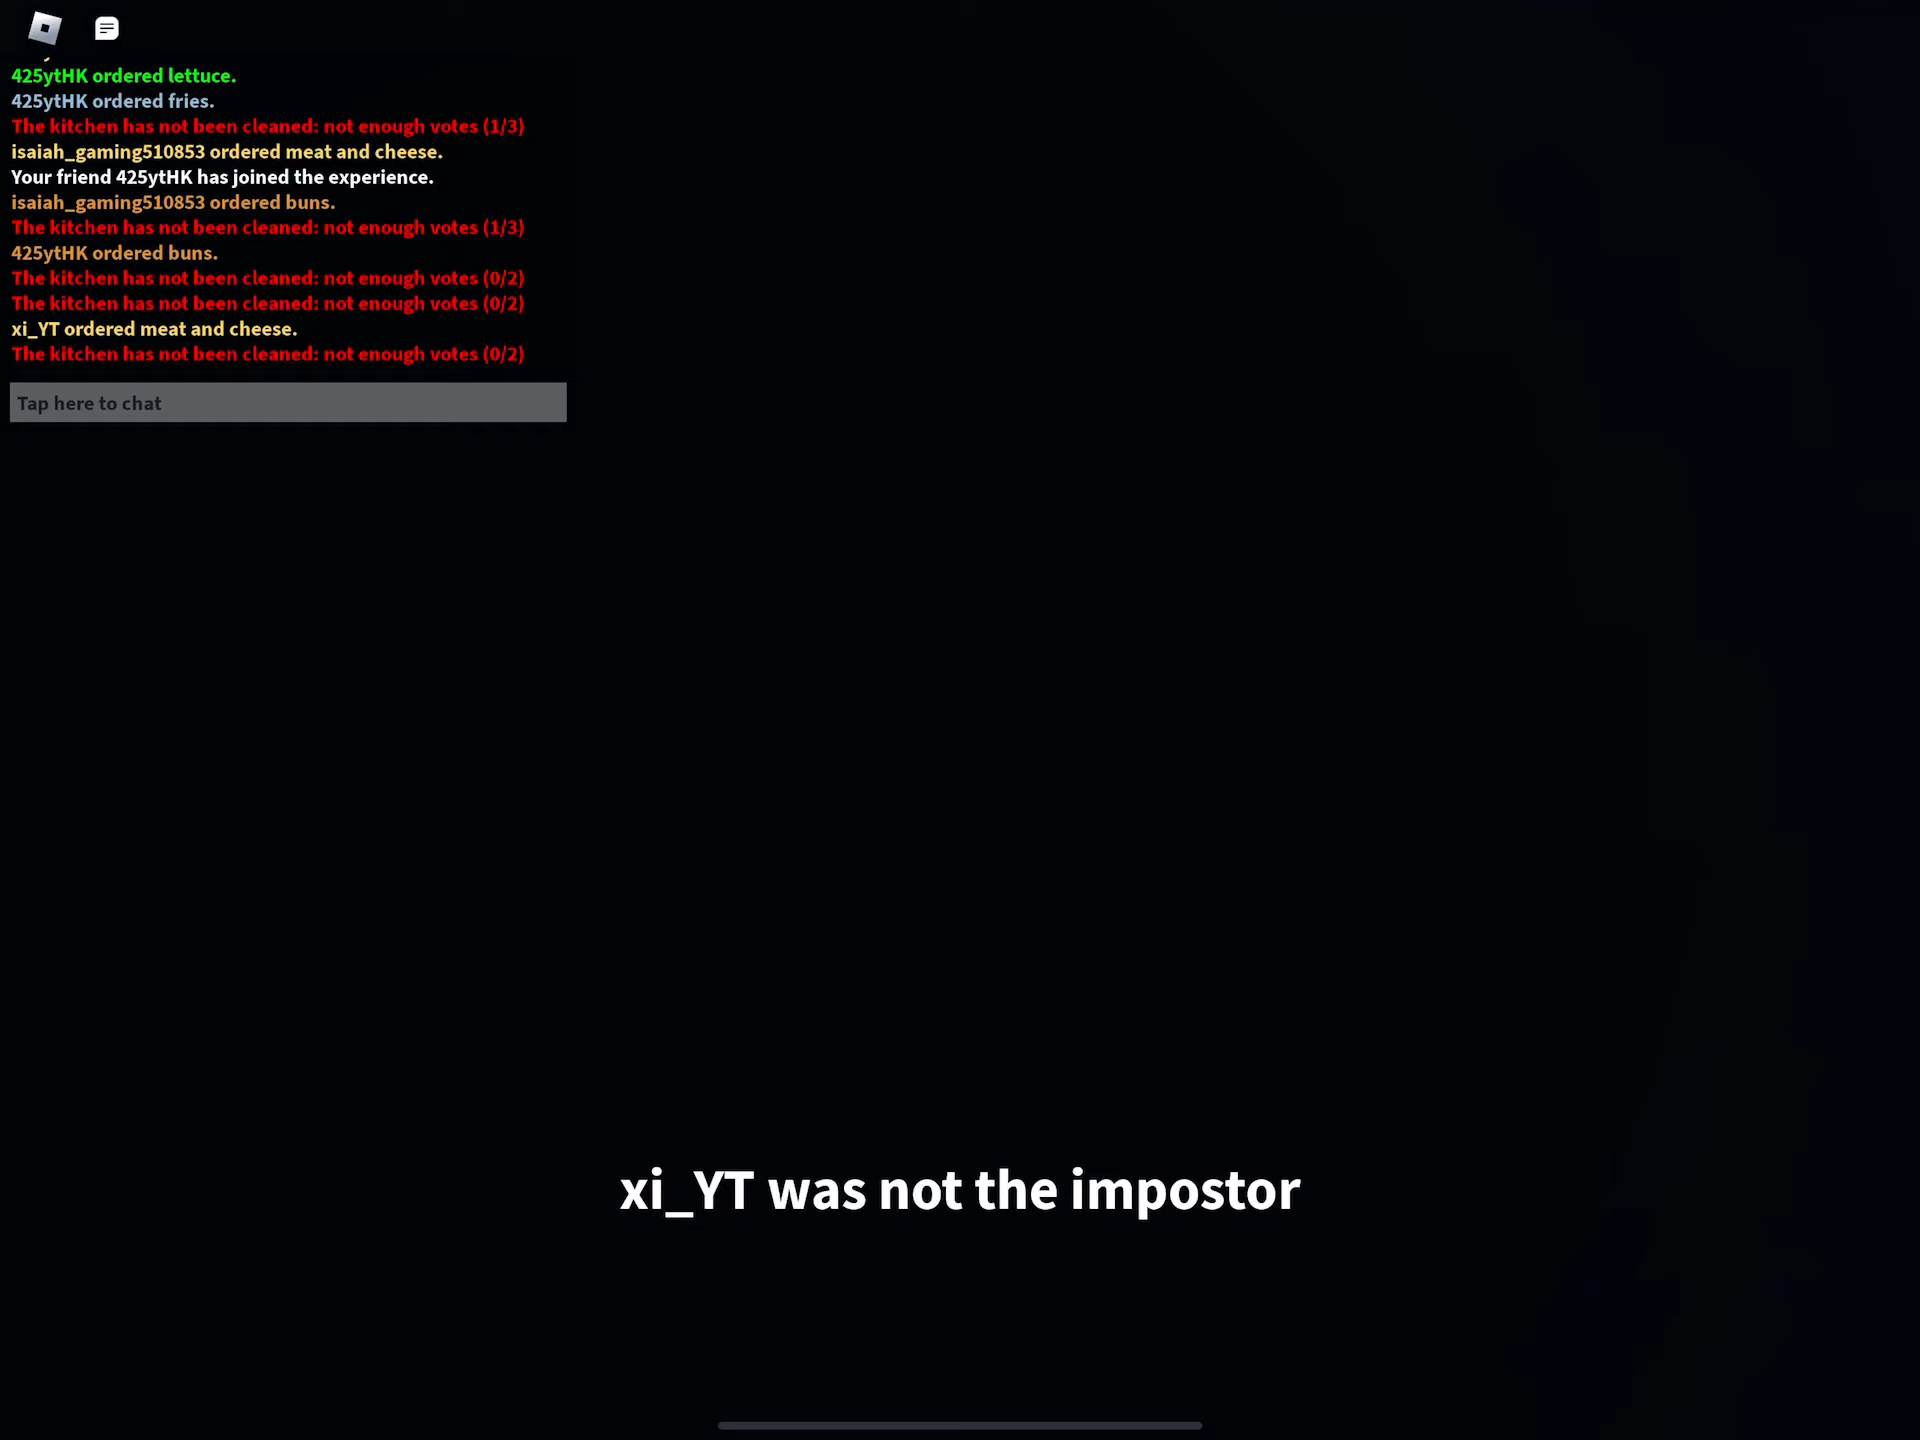 425ytHK ordered lettuce.
425ytHK ordered fries.
The kitchen has not been cleaned: not enough votes (1/3)
isaiah_gaming510853 ordered meat and cheese.
Your friend 425ytHK has joined the experience.
isaiah_gaming510853 ordered buns.
The kitchen has not been cleaned: not enough votes (1/3)
425ytHK ordered buns.
The kitchen has not been cleaned: not enough votes (0/2)
The kitchen has not been cleaned: not enough votes (0/2)
xi_YT ordered meat and cheese.
The kitchen has not been cleaned: not enough votes (0/2)
Tap here to chat
xi_YT was not the impostor